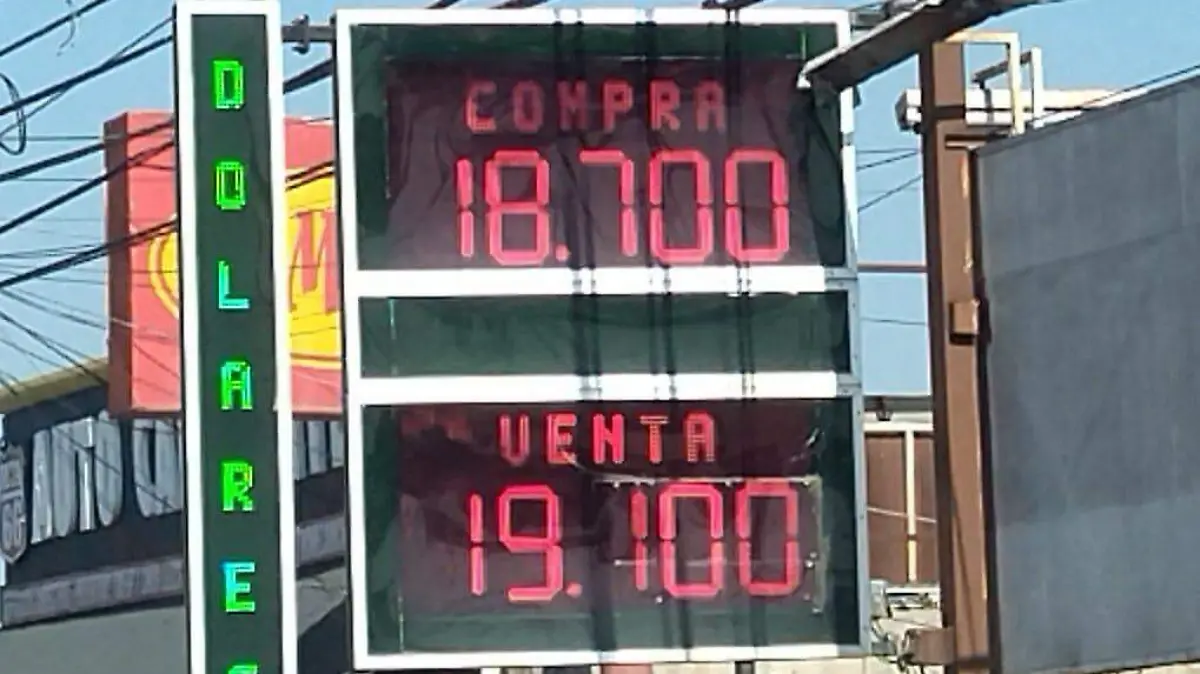 DOLARES
COMPRA
18.700
VENTA
19.100